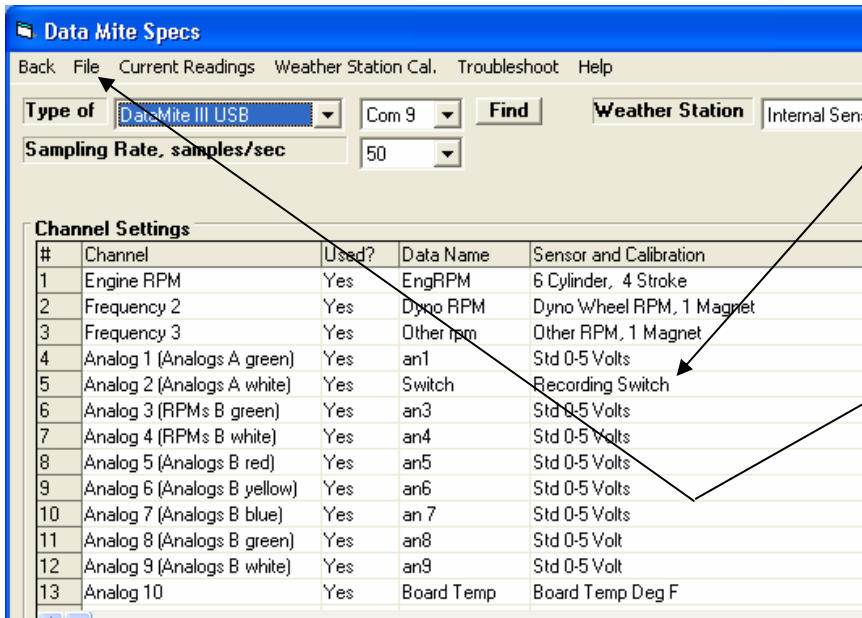 Data Mite Specs
Back File Current Readings Weather Station Cal. Troubleshoot Help
Type of DataMite III USB Com 9 Find Weather Station Internal Sens
Sampling Rate, samples/sec 50
Channel Settings
# Channel Used? Data Name Sensor and Calibration
1 Engine RPM Yes EngRPM 6 Cylinder, 4 Stroke
2 Frequency 2 Yes Dyno RPM Dyno Wheel RPM, 1 Magnet
3 Frequency 3 Yes Other rpm Other RPM, 1 Magnet
4 Analog 1 (Analogs A green) Yes an1 Std 0-5 Volts
5 Analog 2 (Analogs A white) Yes Switch Recording Switch
6 Analog 3 (RPMs B green) Yes an3 Std 0-5 Volts
7 Analog 4 (RPMs B white) Yes an4 Std 0-5 Volts
8 Analog 5 (Analogs B red) Yes an5 Std 0-5 Volts
9 Analog 6 (Analogs B yellow) Yes an6 Std 0-5 Volts
10 Analog 7 (Analogs B blue) Yes an 7 Std 0-5 Volts
11 Analog 8 (Analogs B green) Yes an8 Std 0-5 Volt
12 Analog 9 (Analogs B white) Yes an9 Std 0-5 Volt
13 Analog 10 Yes Board Temp Board Temp Deg F